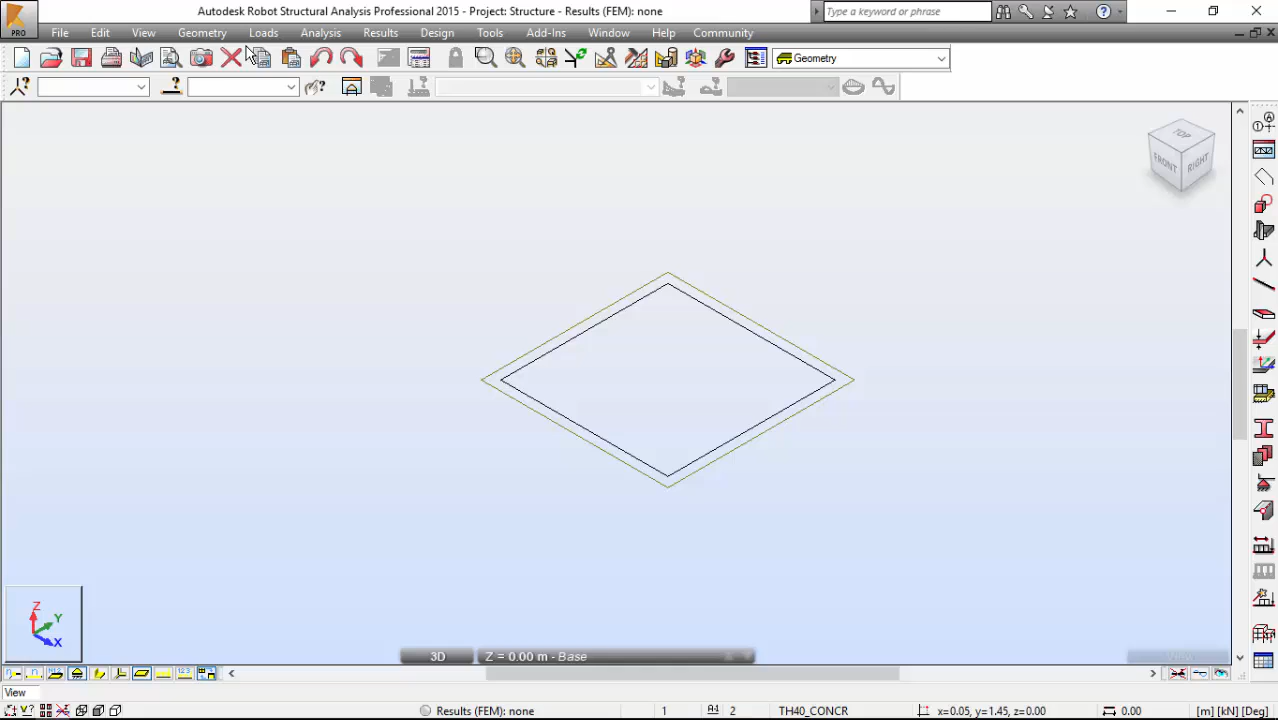 Autodesk Robot Structural Analysis Professional 2015 - Project: Structure - Results (FEM): none
Type a keyword or phrase
PRO
File Edit View Geometry Loads Analysis Results Design Tools Add-Ins Window Help Community
Geometry
TOP
FRONT
RIGHT
Z
Y
X
3D
Z = 0.00 m - Base
View
Results (FEM): none
1
2
TH40_CONCR
x=0.05, y=1.45, z=0.00
0.00
[m] [kN] [Deg]